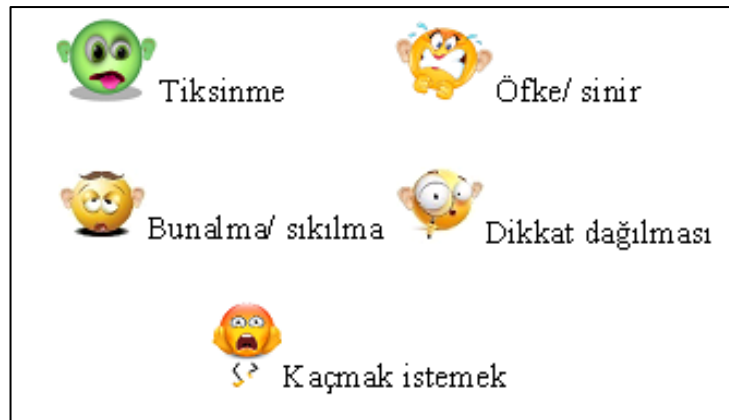 Tiksinme
Öfke/ sinir
Bunalma/ sıkılma
Dikkat dağılması
Kaçmak istemek